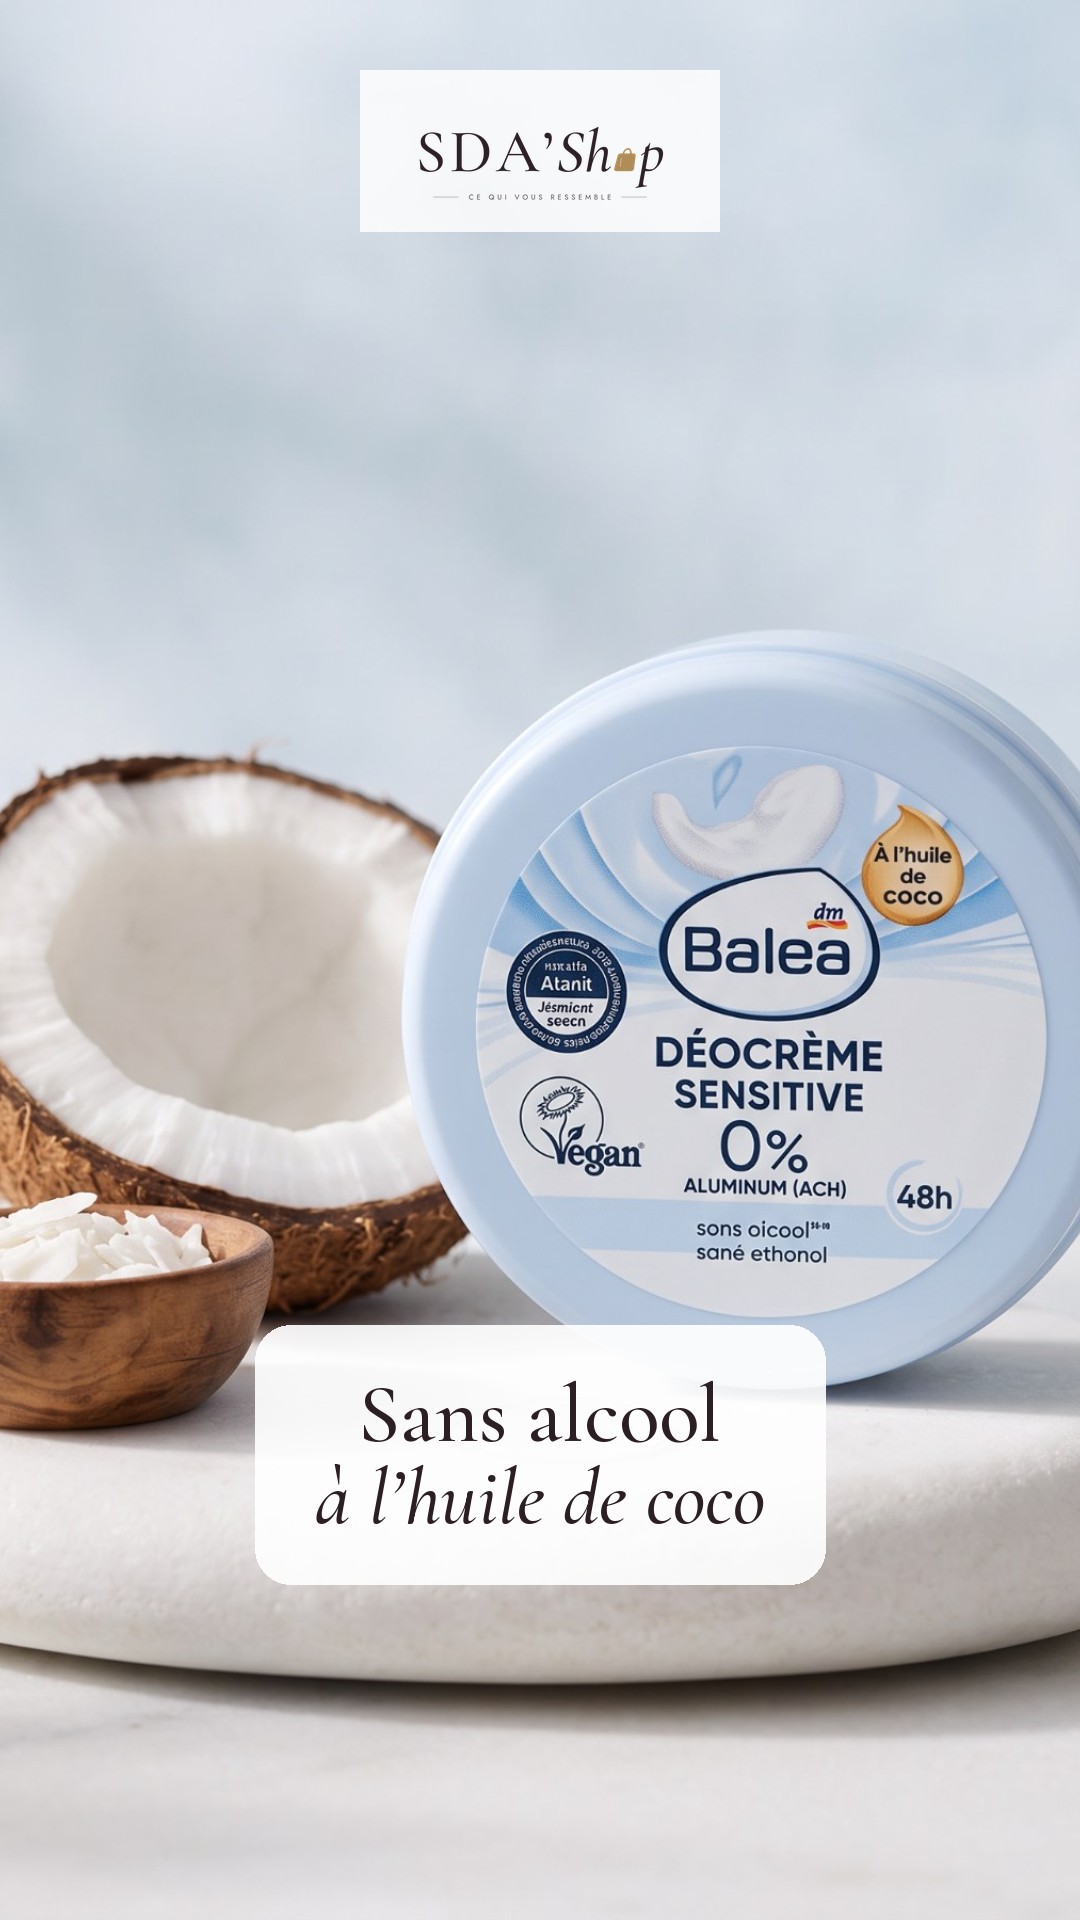 SDA’Shop
CE QUI VOUS RESSEMBLE
À l’huile
de
coco
dm
Balea
Atanit
Jésmicnt
seecn
DÉOCRÈME
SENSITIVE
Vegan
0%
ALUMINUM (ACH)
48h
sons oicool
sané ethonol
Sans alcool
à l’huile de coco